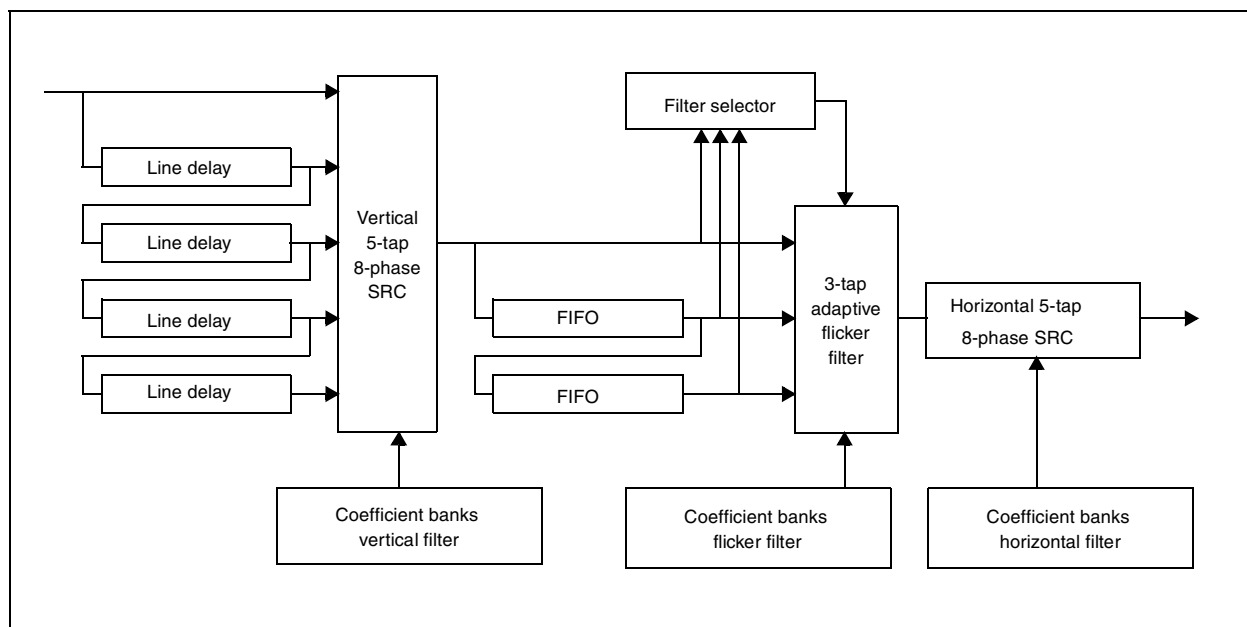 Filter selector
Line delay
Line delay
Line delay
Line delay
Vertical
5-tap
8-phase
SRC
FIFO
FIFO
3-tap
adaptive
flicker
filter
Horizontal 5-tap
8-phase SRC
Coefficient banks
vertical filter
Coefficient banks
flicker filter
Coefficient banks
horizontal filter